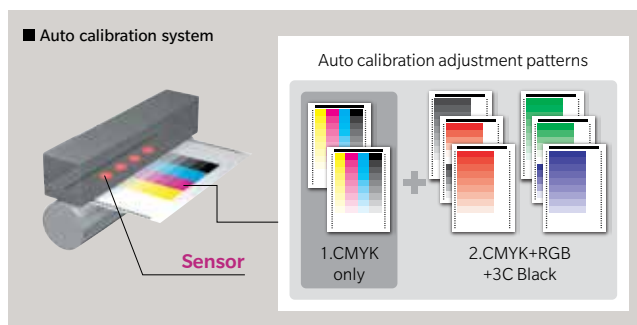 ■ Auto calibration system
Auto calibration adjustment patterns
Sensor
1.CMYK
only
2.CMYK+RGB
+3C Black